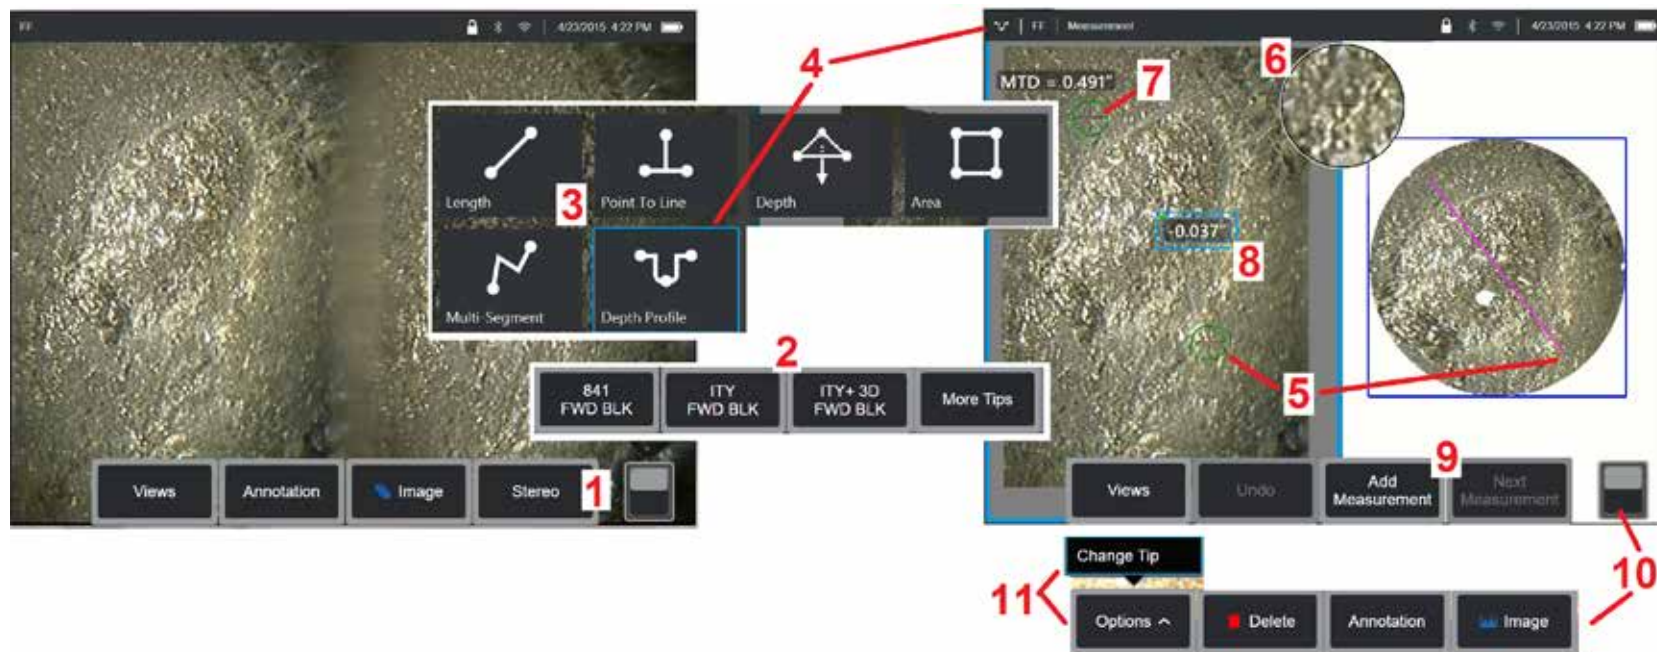 FF
4/23/2015 4:22 PM
4
Length
3
Point To Line
Depth
Area
Multi-Segment
Depth Profile
2
841
FWD BLK
ITY
FWD BLK
ITY+ 3D
FWD BLK
More Tips
Views
Annotation
Image
Stereo
1
FF
Measurement
4/23/2015 4:22 PM
6
MTD = 0.491"
7
-0.037"
8
5
9
Views
Undo
Add
Measurement
Next
Measurement
10
Change Tip
11
Options
Delete
Annotation
Image